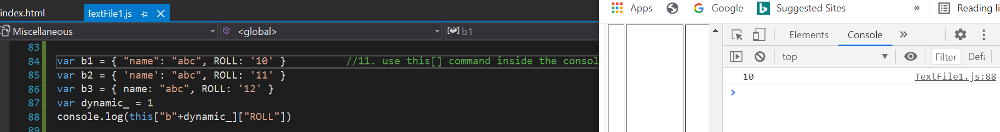 index.html TextFile1.js
Miscellaneous <global> b1
83
84 var b1 = { "name": "abc", ROLL: '10' } //11. use this[] command inside the consol
85 var b2 = { 'name': "abc", ROLL: '11' }
86 var b3 = { name: "abc", ROLL: '12' }
87 var dynamic_ = 1
88 console.log(this["b"+dynamic_]["ROLL"])
89
Apps Google Suggested Sites » Reading li
Elements Console »
top Filter Defa
10 TextFile1.js:88
>